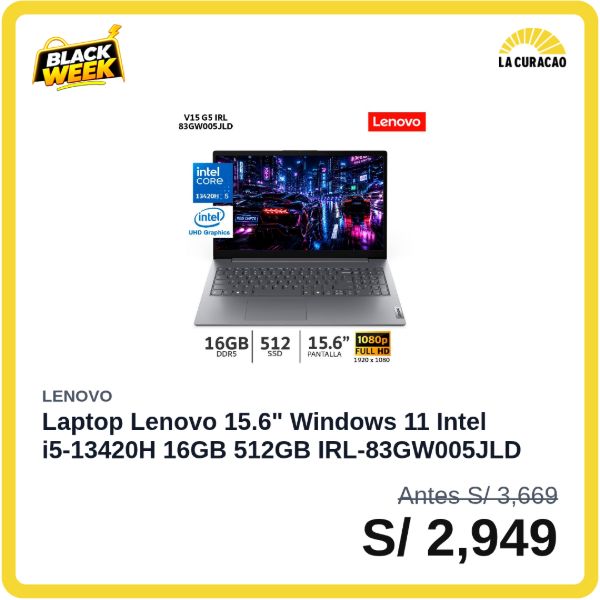 BLACK
WEEK
LA CURACAO
V15 G5 IRL
83GW005JLD
Lenovo
intel
CORE
13420H 5
intel
UHD Graphics
16GB
DDR5
512
SSD
15.6”
PANTALLA
1080p
FULL HD
1920 x 1080
LENOVO
Laptop Lenovo 15.6" Windows 11 Intel
i5-13420H 16GB 512GB IRL-83GW005JLD
Antes S/ 3,669
S/ 2,949